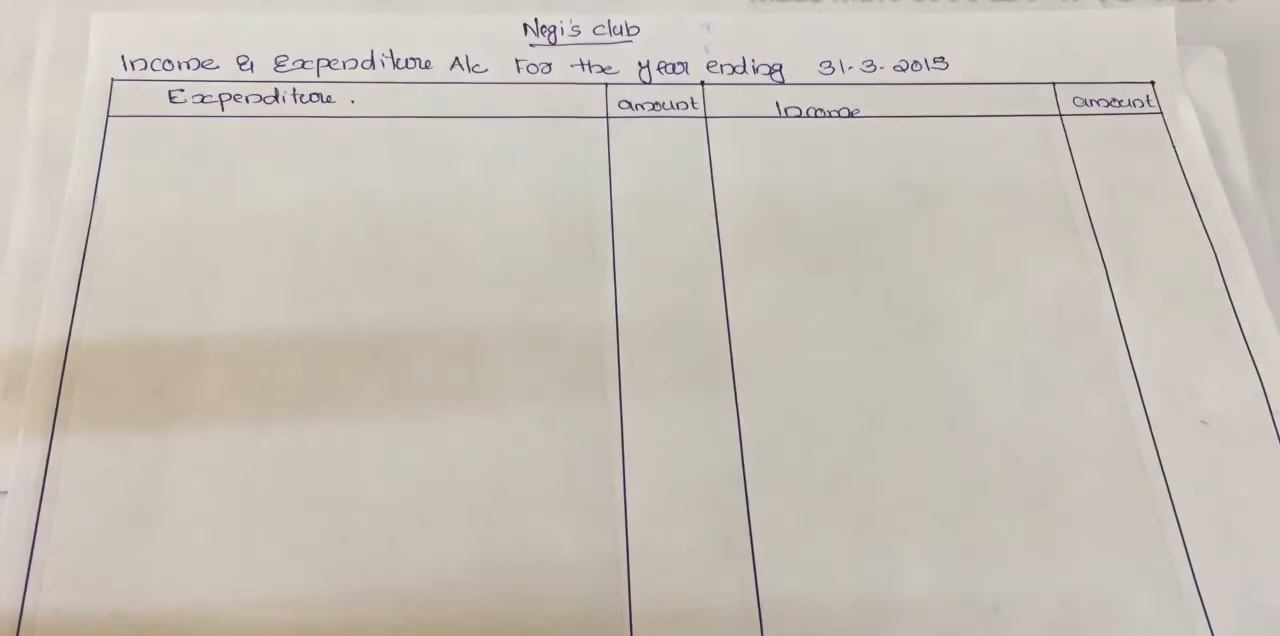 Negi's club
Income & Expenditure A/c For the year ending 31-3-2015
Expenditure. amount Income amount